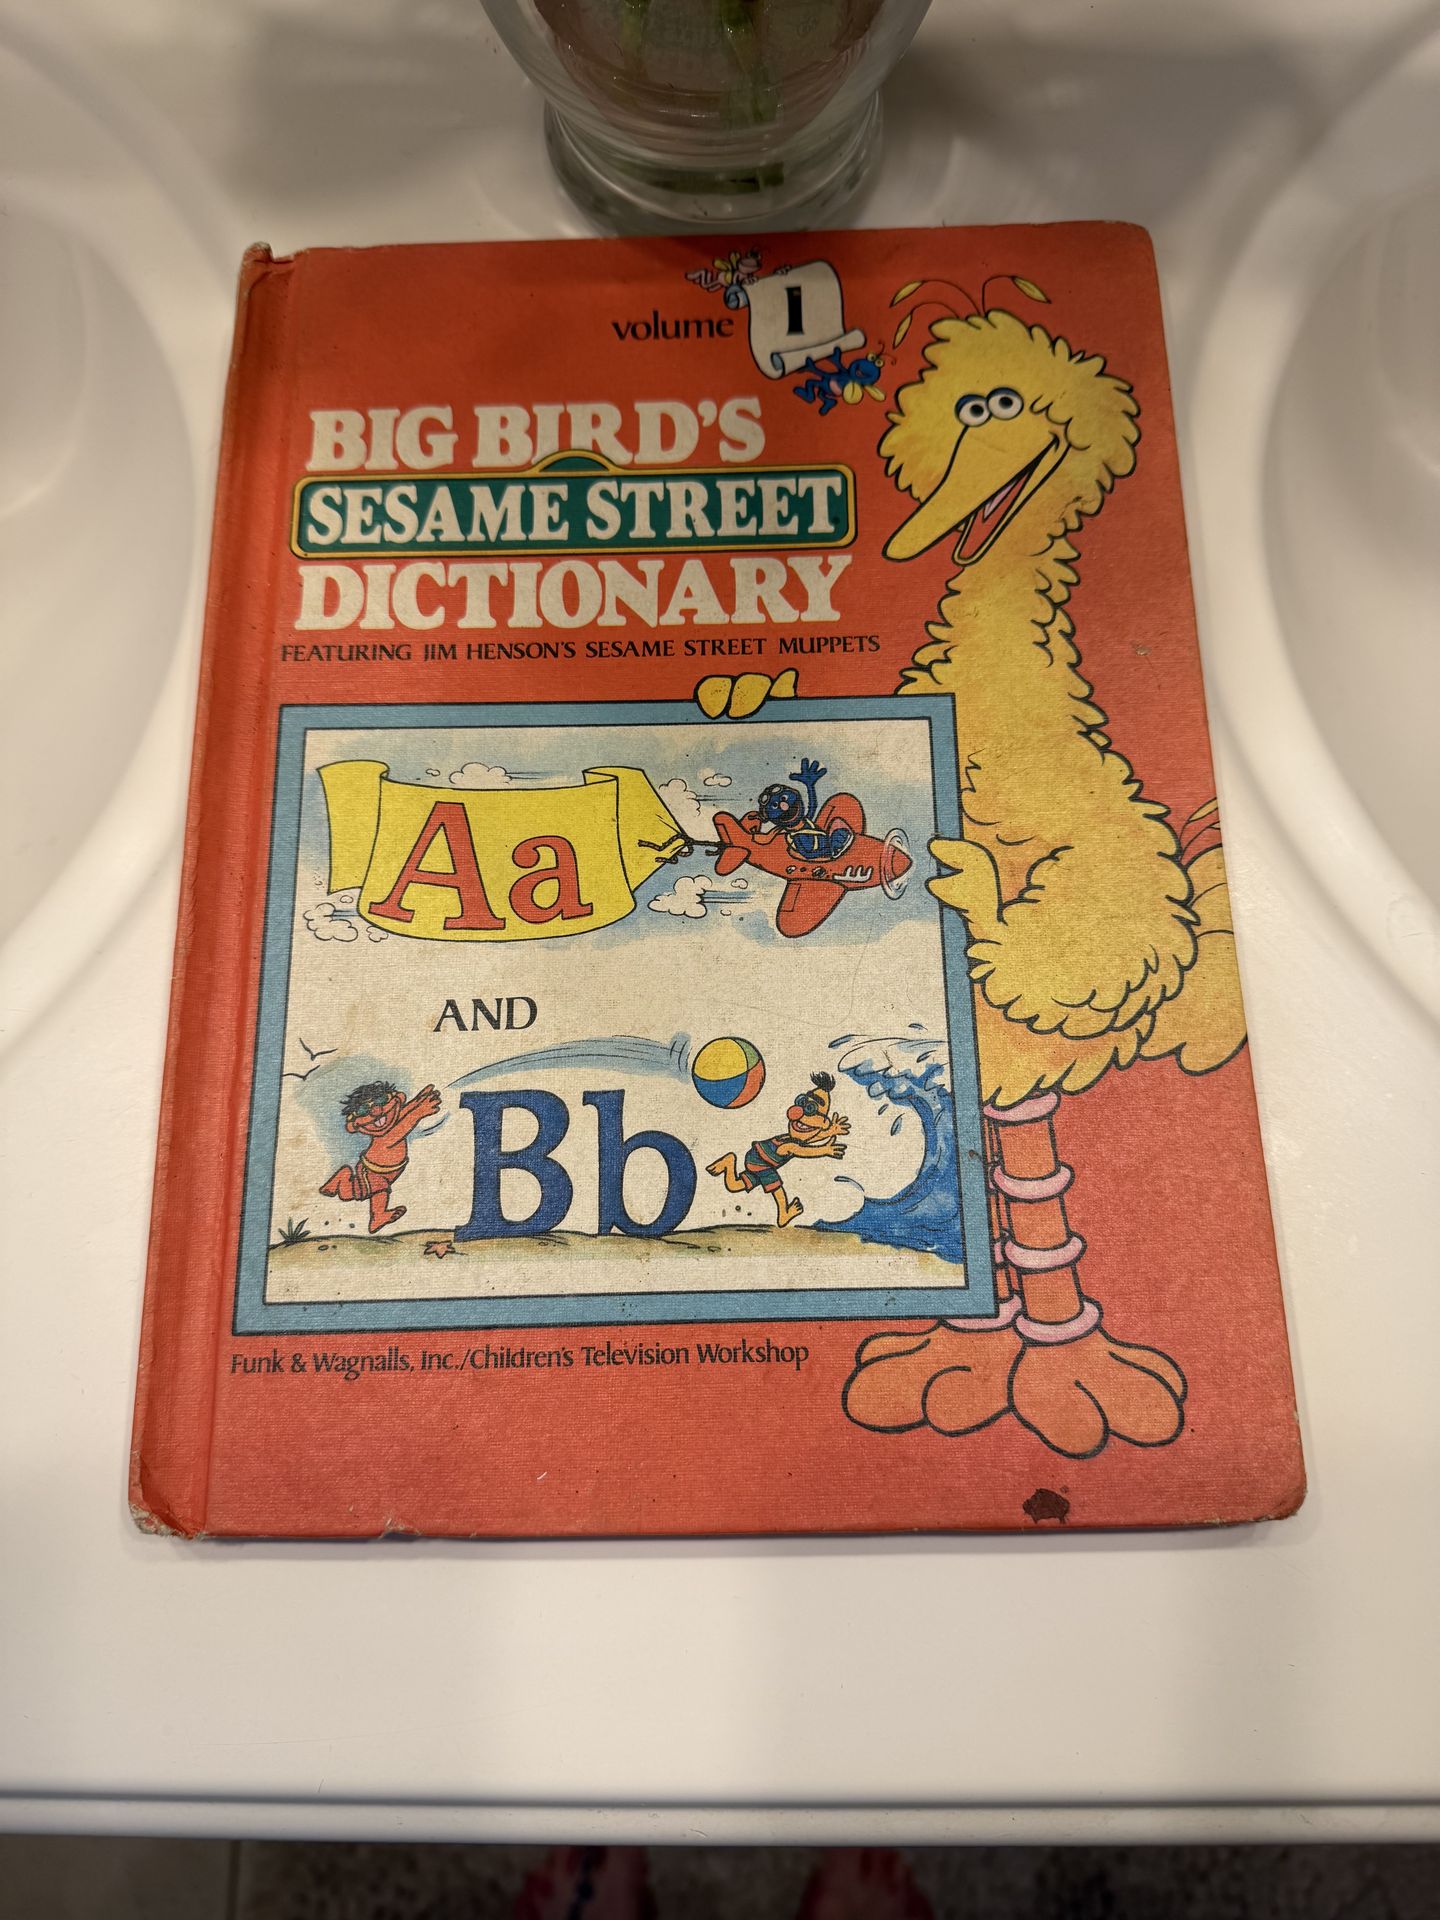 volume 1
BIG BIRD'S
SESAME STREET
DICTIONARY
FEATURING JIM HENSON'S SESAME STREET MUPPETS
Aa
AND
Bb
Funk & Wagnalls, Inc./Children's Television Workshop